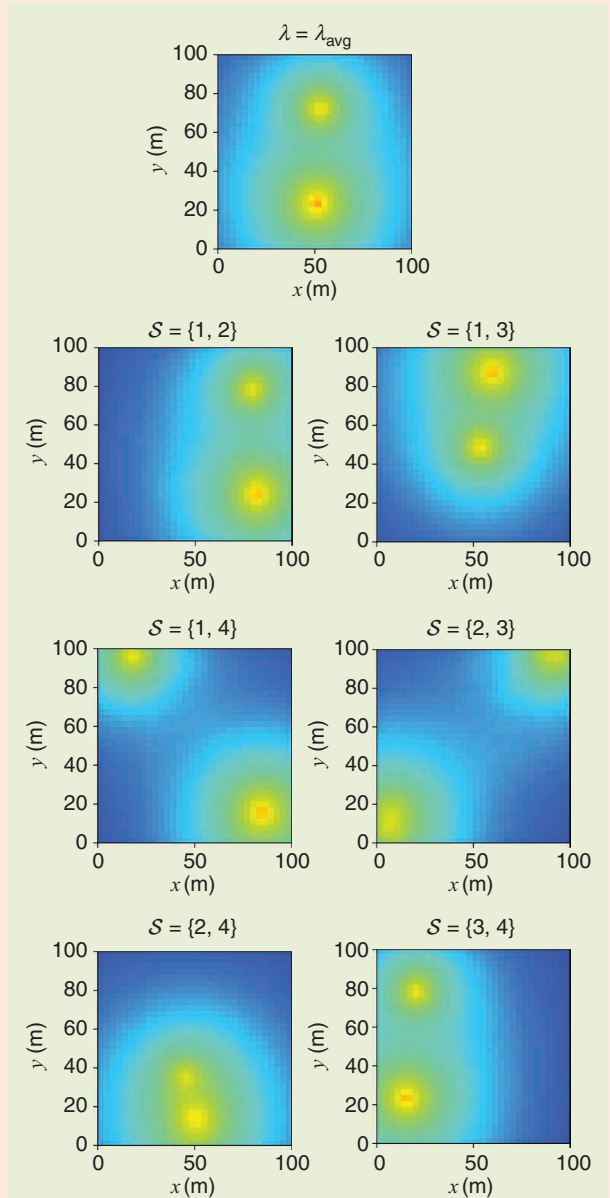 λ = λavg
100
80
60
40
20
0
y (m)
0 50 100
x (m)
S = {1, 2} S = {1, 3}
100 100
80 80
60 60
40 40
20 20
0 0
y (m) y (m)
0 50 100 0 50 100
x (m) x (m)
S = {1, 4} S = {2, 3}
100 100
80 80
60 60
40 40
20 20
0 0
y (m) y (m)
0 50 100 0 50 100
x (m) x (m)
S = {2, 4} S = {3, 4}
100 100
80 80
60 60
40 40
20 20
0 0
y (m) y (m)
0 50 100 0 50 100
x (m) x (m)